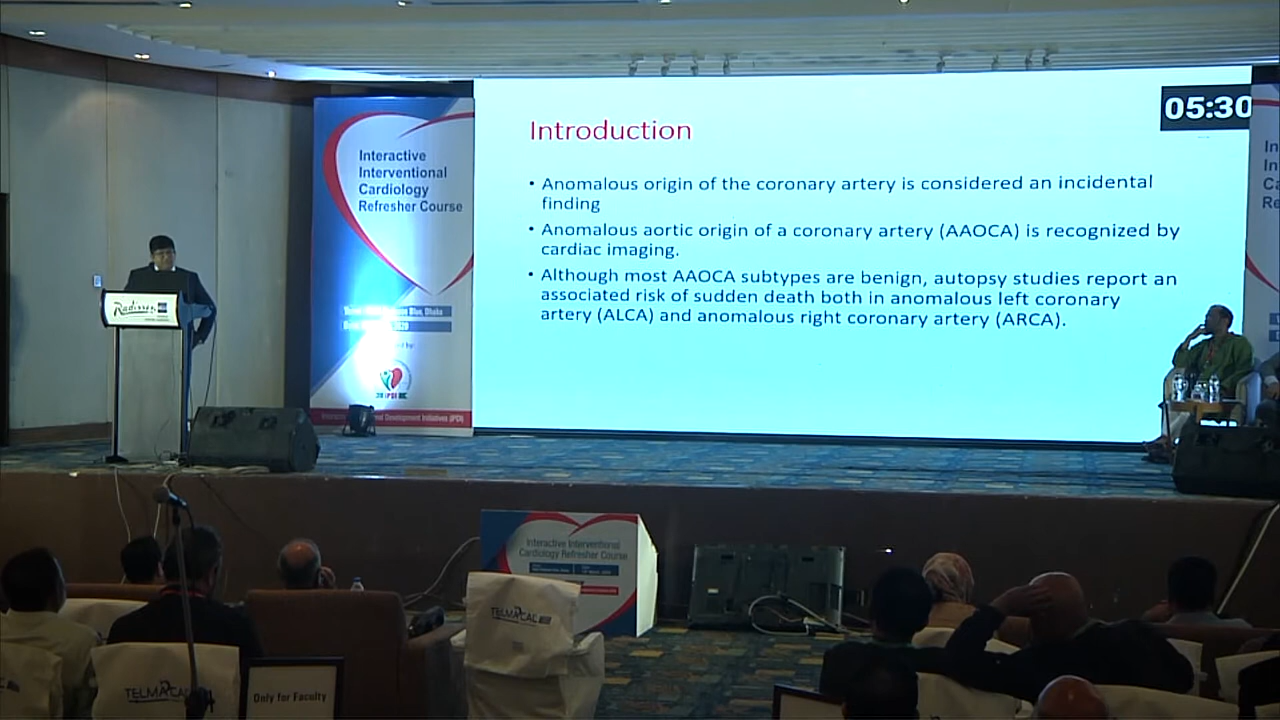 05:30
Introduction
• Anomalous origin of the coronary artery is considered an incidental
finding
• Anomalous aortic origin of a coronary artery (AAOCA) is recognized by
cardiac imaging.
• Although most AAOCA subtypes are benign, autopsy studies report an
associated risk of sudden death both in anomalous left coronary
artery (ALCA) and anomalous right coronary artery (ARCA).
Interactive
Interventional
Cardiology
Refresher Course
Blu, Dhaka
Radisson
Interactive Interventional
Cardiology Refresher Course
TELMACAL
TELMACAL
Only for Faculty